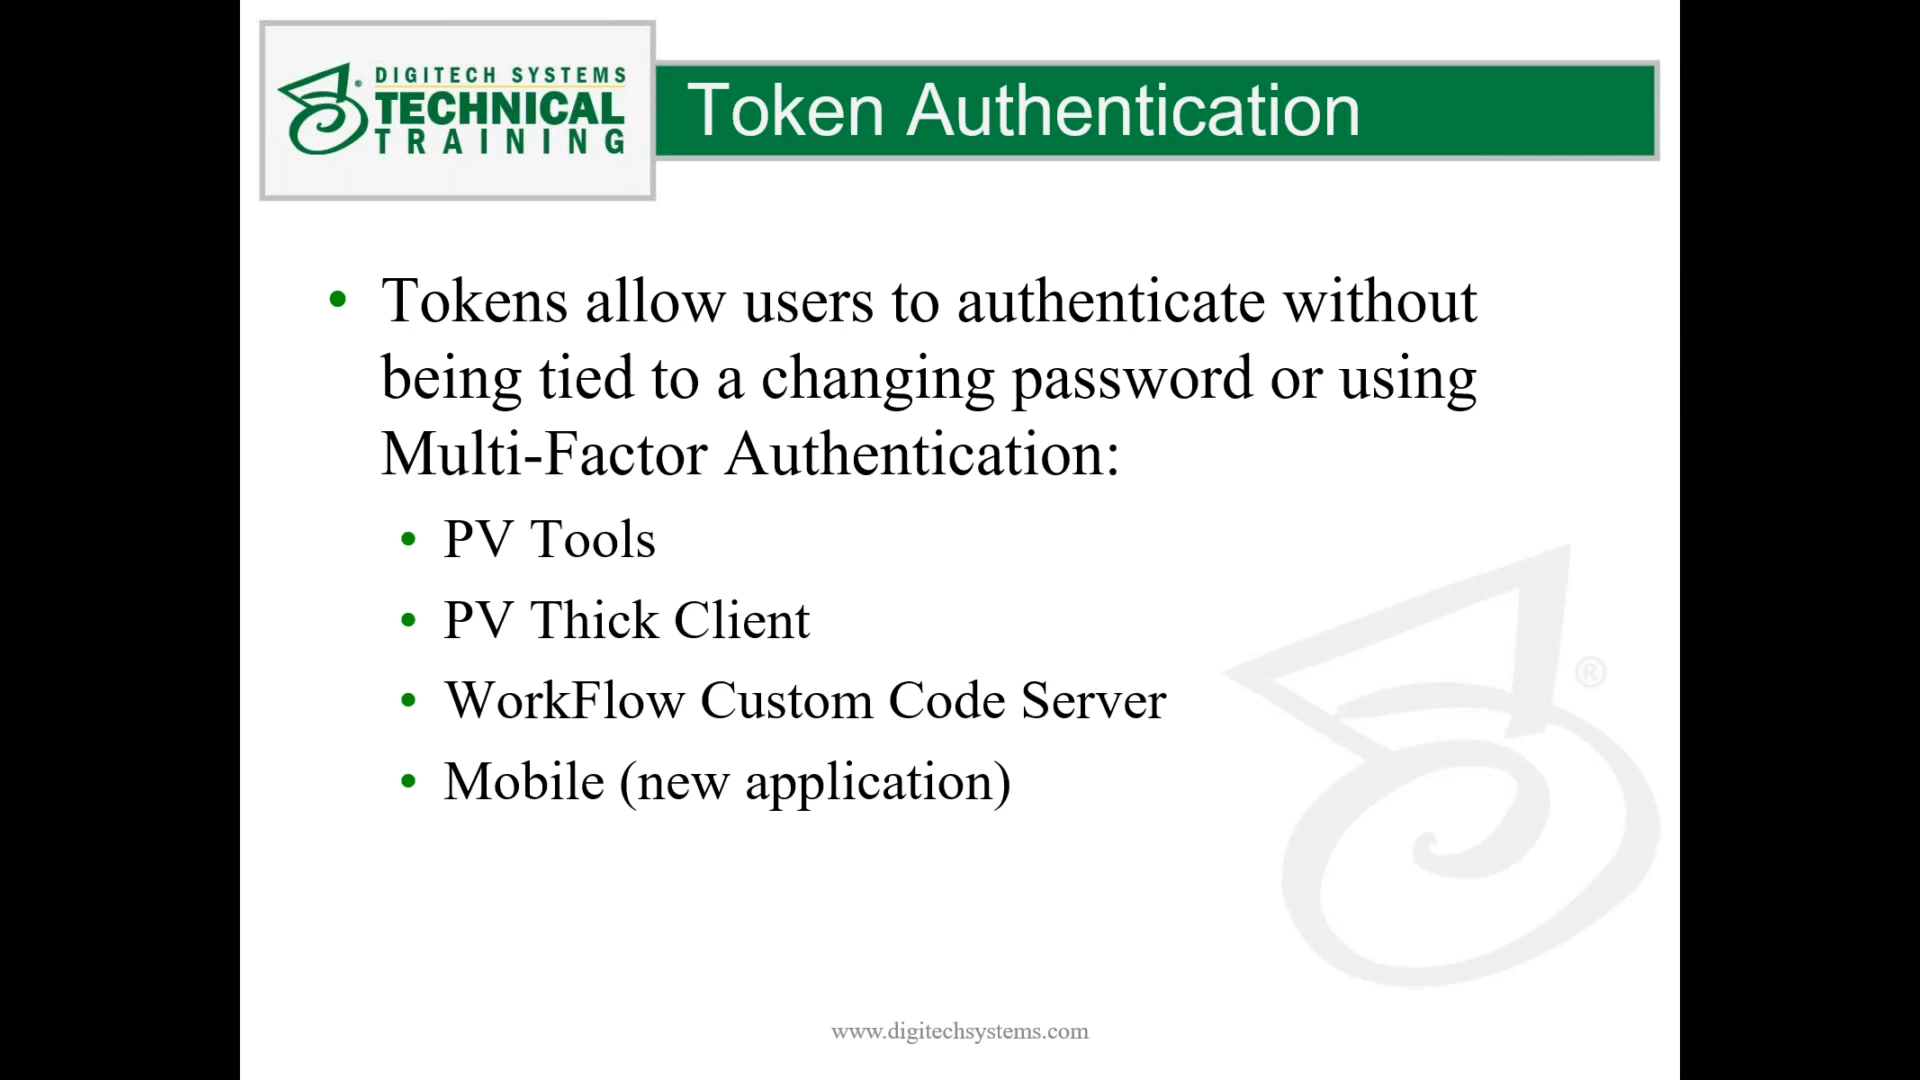 DIGITECH SYSTEMS
TECHNICAL
TRAINING
Token Authentication
• Tokens allow users to authenticate without
being tied to a changing password or using
Multi-Factor Authentication:
• PV Tools
• PV Thick Client
• WorkFlow Custom Code Server
• Mobile (new application)
®
www.digitechsystems.com